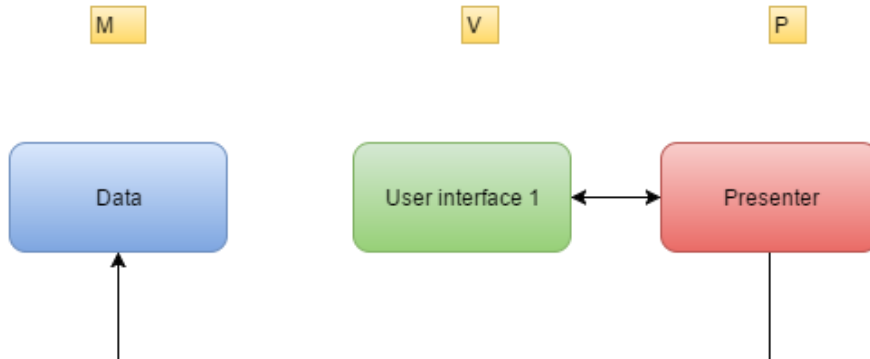 M
V
P
Data
User interface 1
Presenter